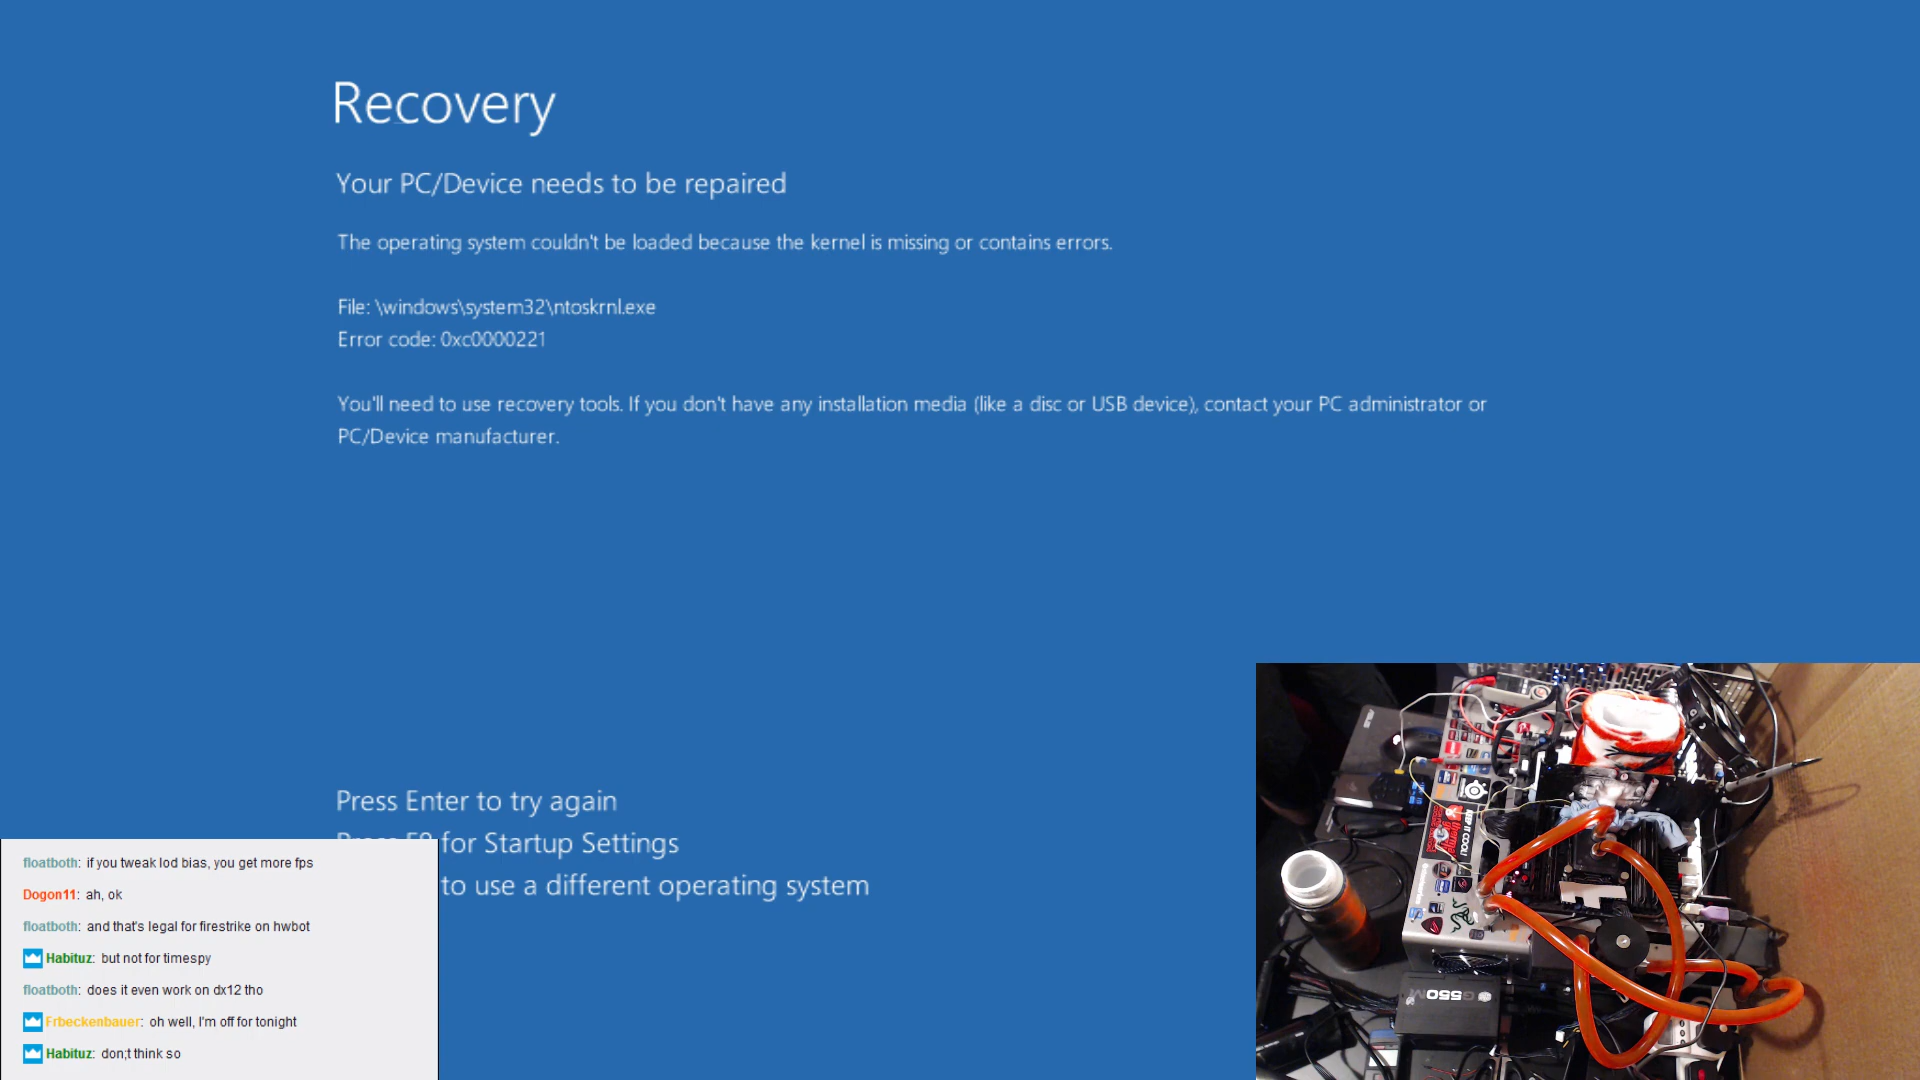 Recovery
Your PC/Device needs to be repaired
The operating system couldn't be loaded because the kernel is missing or contains errors.
File: \windows\system32\ntoskrnl.exe
Error code: 0xc0000221
You'll need to use recovery tools. If you don't have any installation media (like a disc or USB device), contact your PC administrator or
PC/Device manufacturer.
Press Enter to try again
for Startup Settings
to use a different operating system
floatboth: if you tweak lod bias, you get more fps
Dogon11: ah, ok
floatboth: and that's legal for firestrike on hwbot
Habituz: but not for timespy
floatboth: does it even work on dx12 tho
Frbeckenbauer: oh well, I'm off for tonight
Habituz: don;t think so
KEEP IT COOL!
G550M